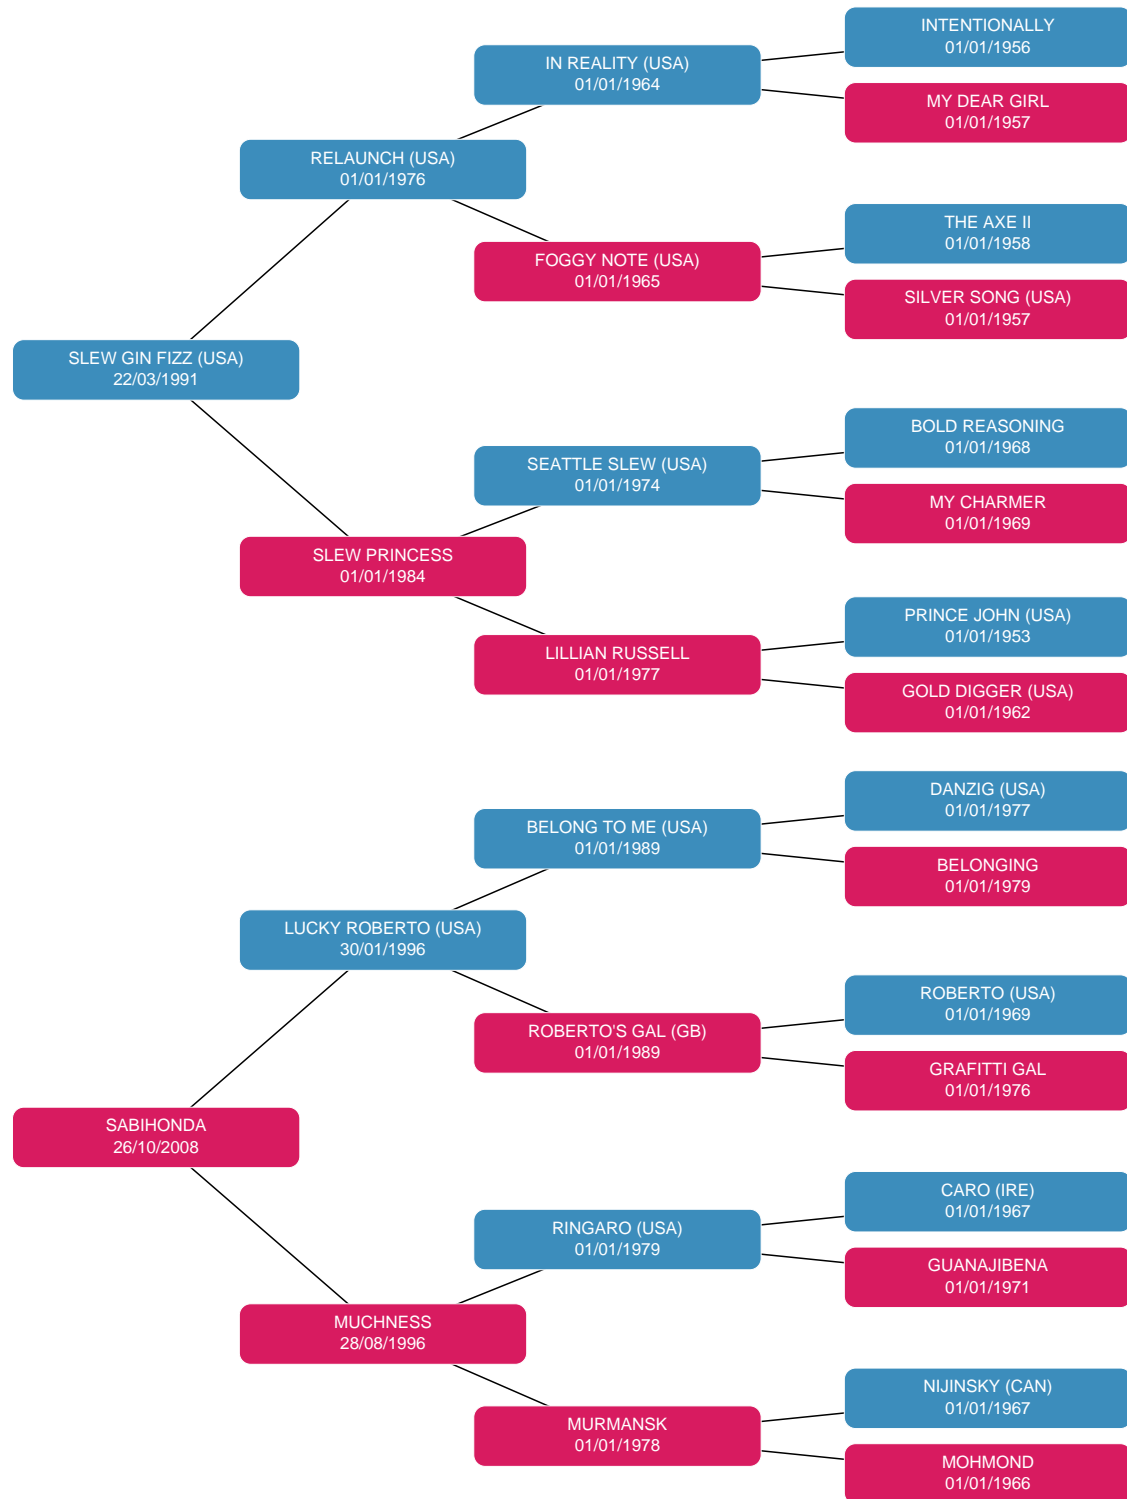 INTENTIONALLY
01/01/1956
IN REALITY (USA)
01/01/1964
MY DEAR GIRL
01/01/1957
RELAUNCH (USA)
01/01/1976
THE AXE II
01/01/1958
FOGGY NOTE (USA)
01/01/1965
SILVER SONG (USA)
01/01/1957
SLEW GIN FIZZ (USA)
22/03/1991
BOLD REASONING
01/01/1968
SEATTLE SLEW (USA)
01/01/1974
MY CHARMER
01/01/1969
SLEW PRINCESS
01/01/1984
PRINCE JOHN (USA)
01/01/1953
LILLIAN RUSSELL
01/01/1977
GOLD DIGGER (USA)
01/01/1962
DANZIG (USA)
01/01/1977
BELONG TO ME (USA)
01/01/1989
BELONGING
01/01/1979
LUCKY ROBERTO (USA)
30/01/1996
ROBERTO (USA)
01/01/1969
ROBERTO'S GAL (GB)
01/01/1989
GRAFITTI GAL
01/01/1976
SABIHONDA
26/10/2008
CARO (IRE)
01/01/1967
RINGARO (USA)
01/01/1979
GUANAJIBENA
01/01/1971
MUCHNESS
28/08/1996
NIJINSKY (CAN)
01/01/1967
MURMANSK
01/01/1978
MOHMOND
01/01/1966